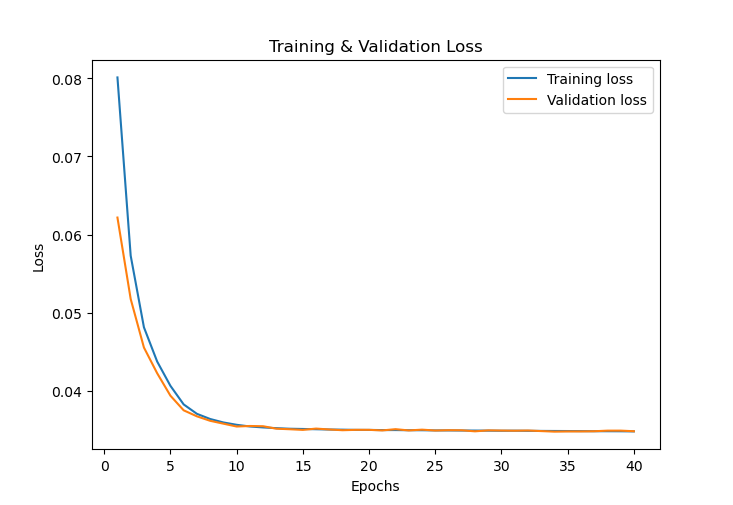 Training & Validation Loss
Training loss
Validation loss
0.08
0.07
0.06
0.05
0.04
Loss
0 5 10 15 20 25 30 35 40
Epochs